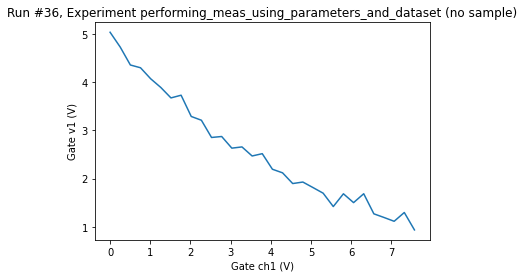 Run #36, Experiment performing_meas_using_parameters_and_dataset (no sample)
5
4
3
2
1
Gate v1 (V)
0 1 2 3 4 5 6 7
Gate ch1 (V)